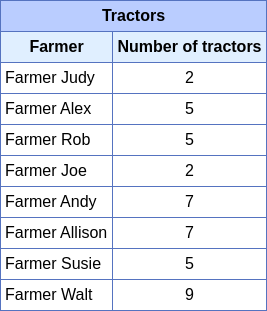 Tractors
Farmer Number of tractors
Farmer Judy 2
Farmer Alex 5
Farmer Rob 5
Farmer Joe 2
Farmer Andy 7
Farmer Allison 7
Farmer Susie 5
Farmer Walt 9